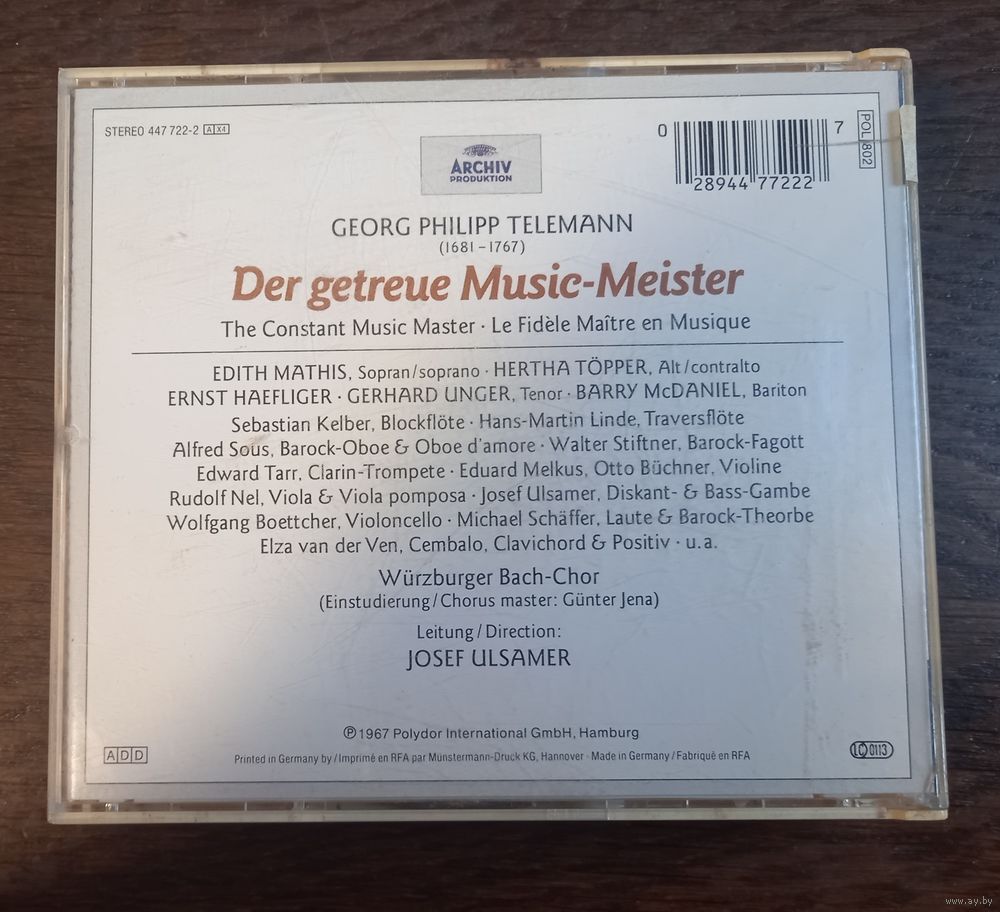 STEREO 447 722-2 A X4
0 28944 77222 7
POL 802
ARCHIV
PRODUKTION
GEORG PHILIPP TELEMANN
(1681–1767)
Der getreue Music-Meister
The Constant Music Master · Le Fidèle Maître en Musique
EDITH MATHIS, Sopran/soprano · HERTHA TÖPPER, Alt/contralto
ERNST HAEFLIGER · GERHARD UNGER, Tenor · BARRY McDANIEL, Bariton
Sebastian Kelber, Blockflöte · Hans-Martin Linde, Traversflöte
Alfred Sous, Barock-Oboe & Oboe d'amore · Walter Stiftner, Barock-Fagott
Edward Tarr, Clarin-Trompete · Eduard Melkus, Otto Büchner, Violine
Rudolf Nel, Viola & Viola pomposa · Josef Ulsamer, Diskant- & Bass-Gambe
Wolfgang Boettcher, Violoncello · Michael Schäffer, Laute & Barock-Theorbe
Elza van der Ven, Cembalo, Clavichord & Positiv · u.a.
Würzburger Bach-Chor
(Einstudierung/Chorus master: Günter Jena)
Leitung/Direction:
JOSEF ULSAMER
℗ 1967 Polydor International GmbH, Hamburg
ADD
Printed in Germany by/Imprimé en RFA par Münstermann-Druck KG, Hannover · Made in Germany/Fabriqué en RFA
LC 0113
www.ay.by